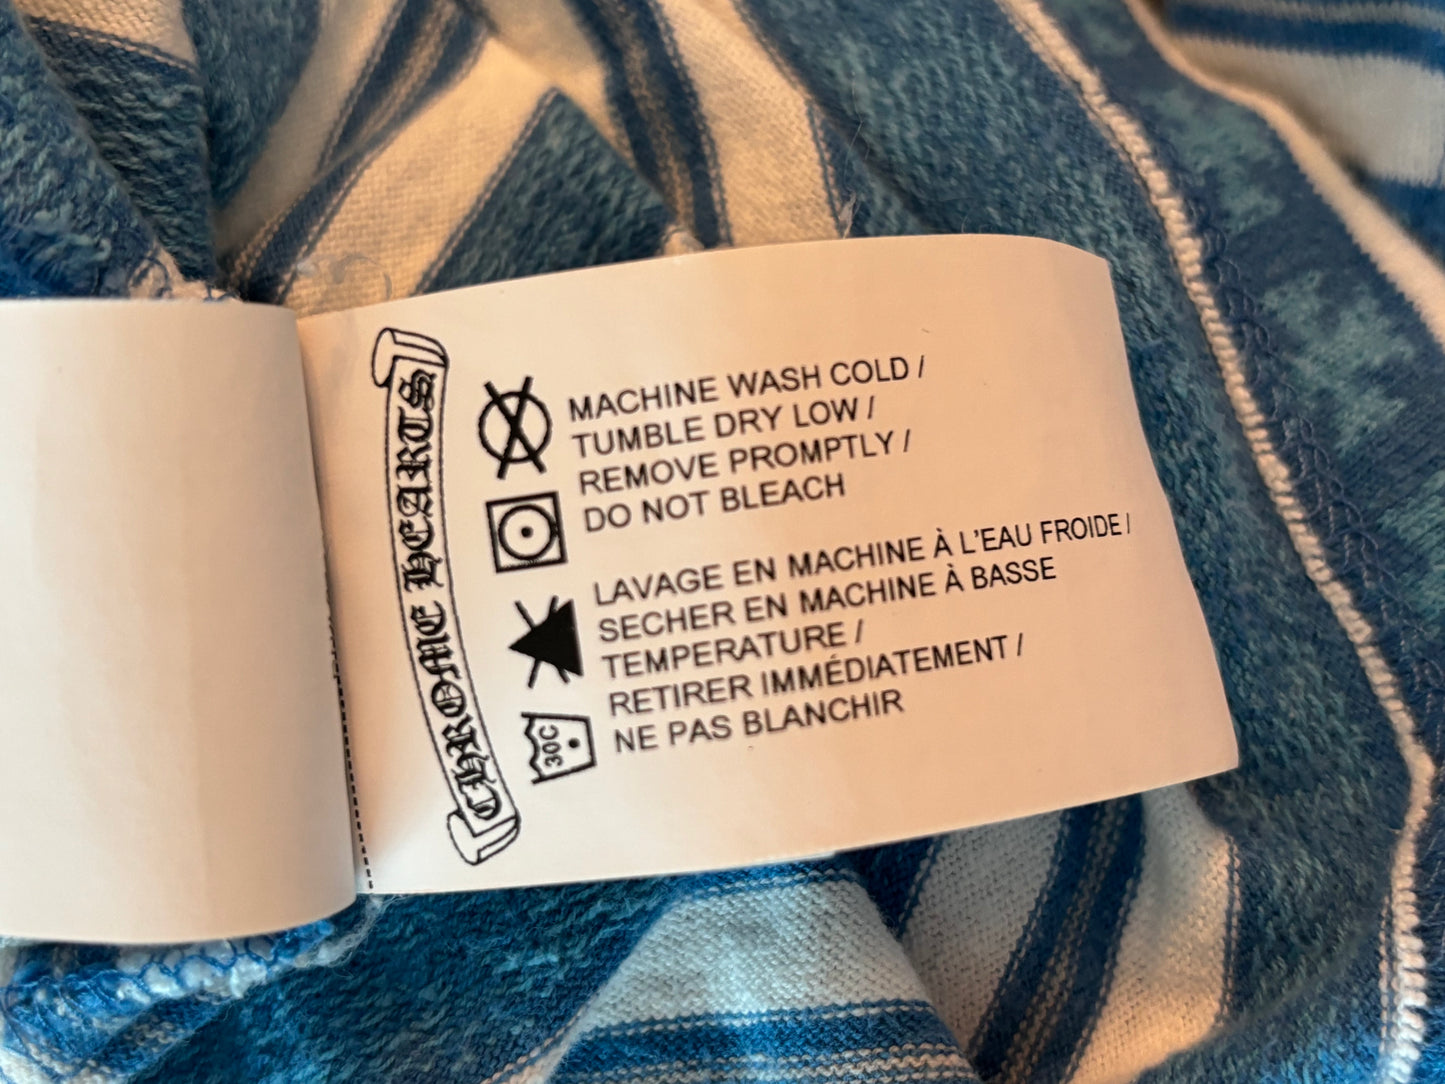 CHROME HEARTS
MACHINE WASH COLD /
TUMBLE DRY LOW /
REMOVE PROMPTLY /
DO NOT BLEACH
LAVAGE EN MACHINE À L'EAU FROIDE /
SECHER EN MACHINE À BASSE
TEMPERATURE /
RETIRER IMMÉDIATEMENT /
NE PAS BLANCHIR
30C